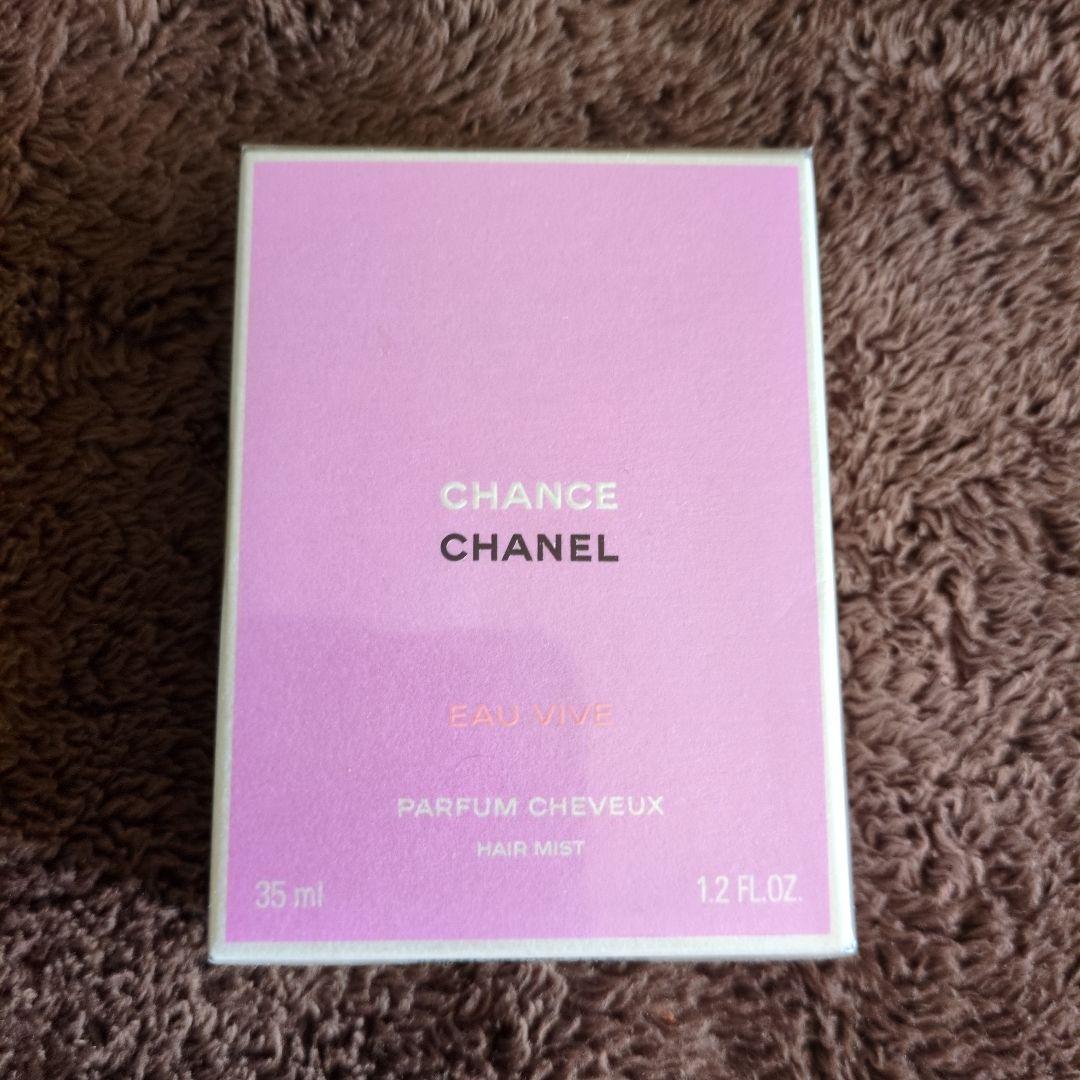 CHANCE
CHANEL
EAU VIVE
PARFUM CHEVEUX
HAIR MIST
35 ml 1.2 FL.OZ.